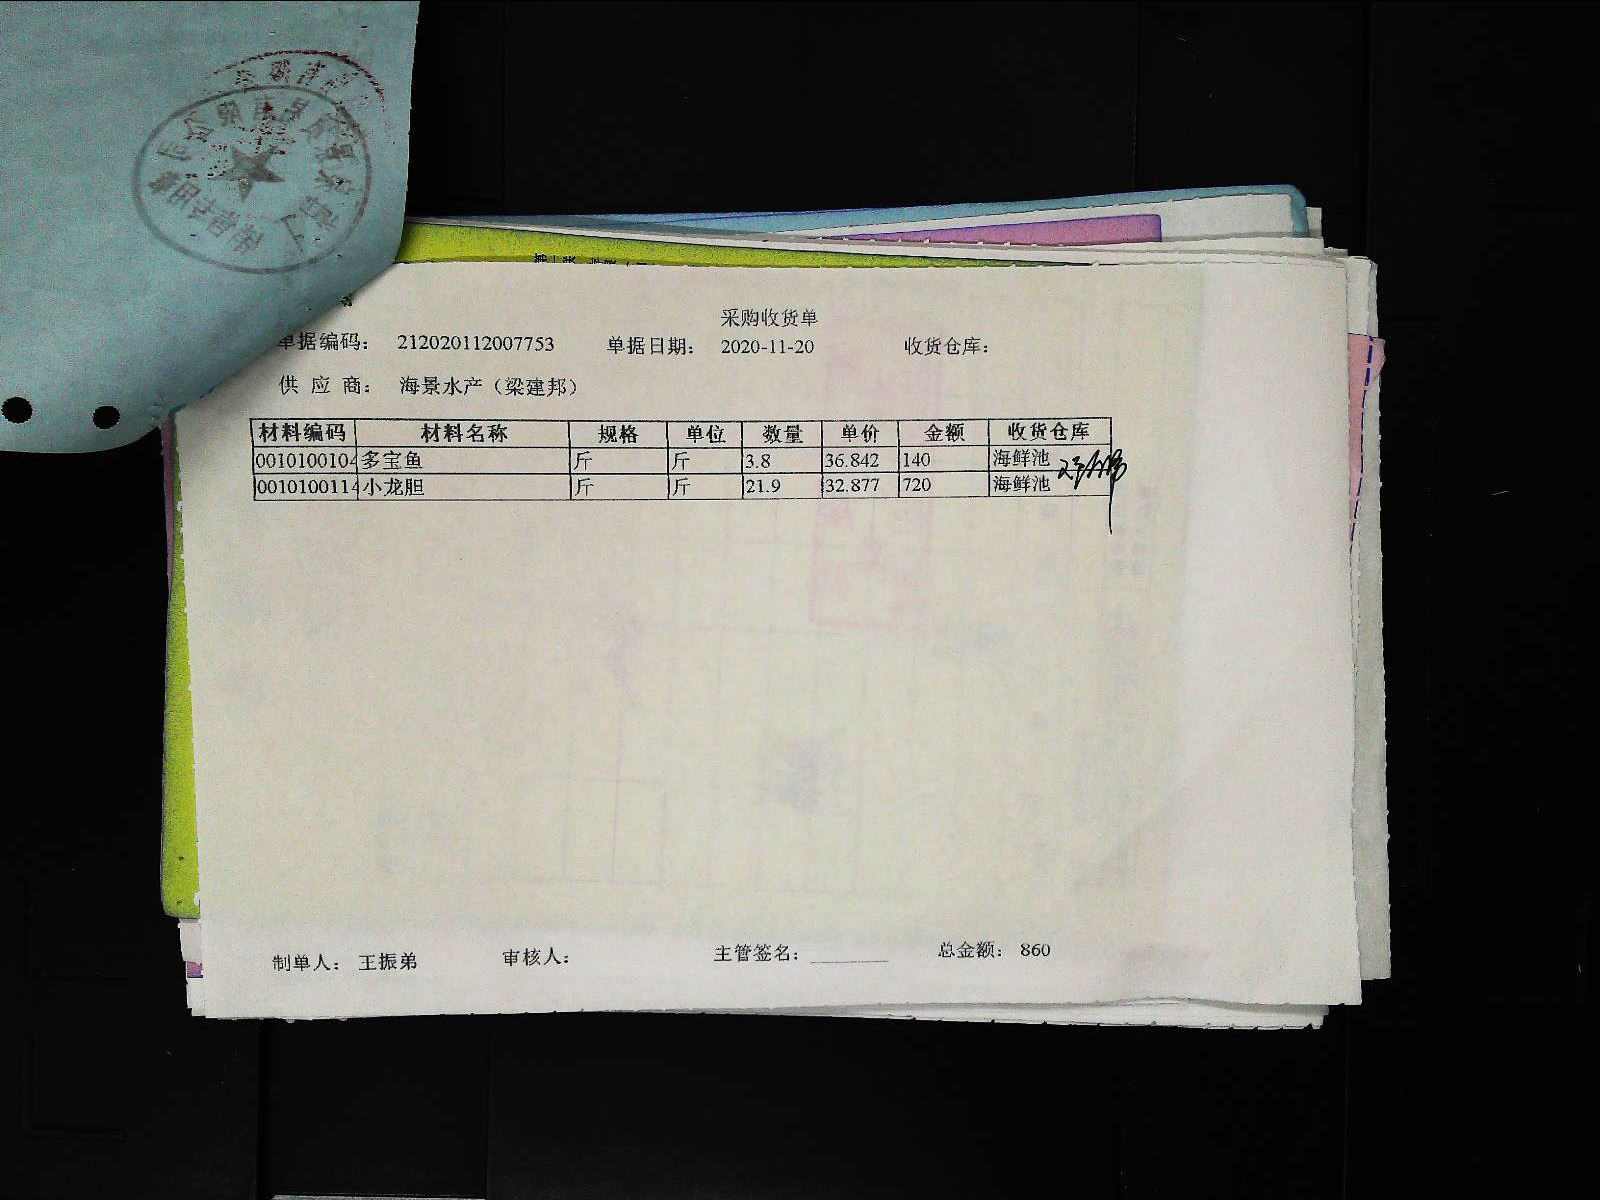 采购收货单
单据编码： 212020112007753 单据日期： 2020-11-20 收货仓库：
供 应 商： 海景水产（梁建邦）
材料编码 材料名称 规格 单位 数量 单价 金额 收货仓库
0010100104 多宝鱼 斤 斤 3.8 36.842 140 海鲜池
0010100114 小龙胆 斤 斤 21.9 32.877 720 海鲜池
制单人： 王振弟 审核人： 主管签名： 总金额： 860